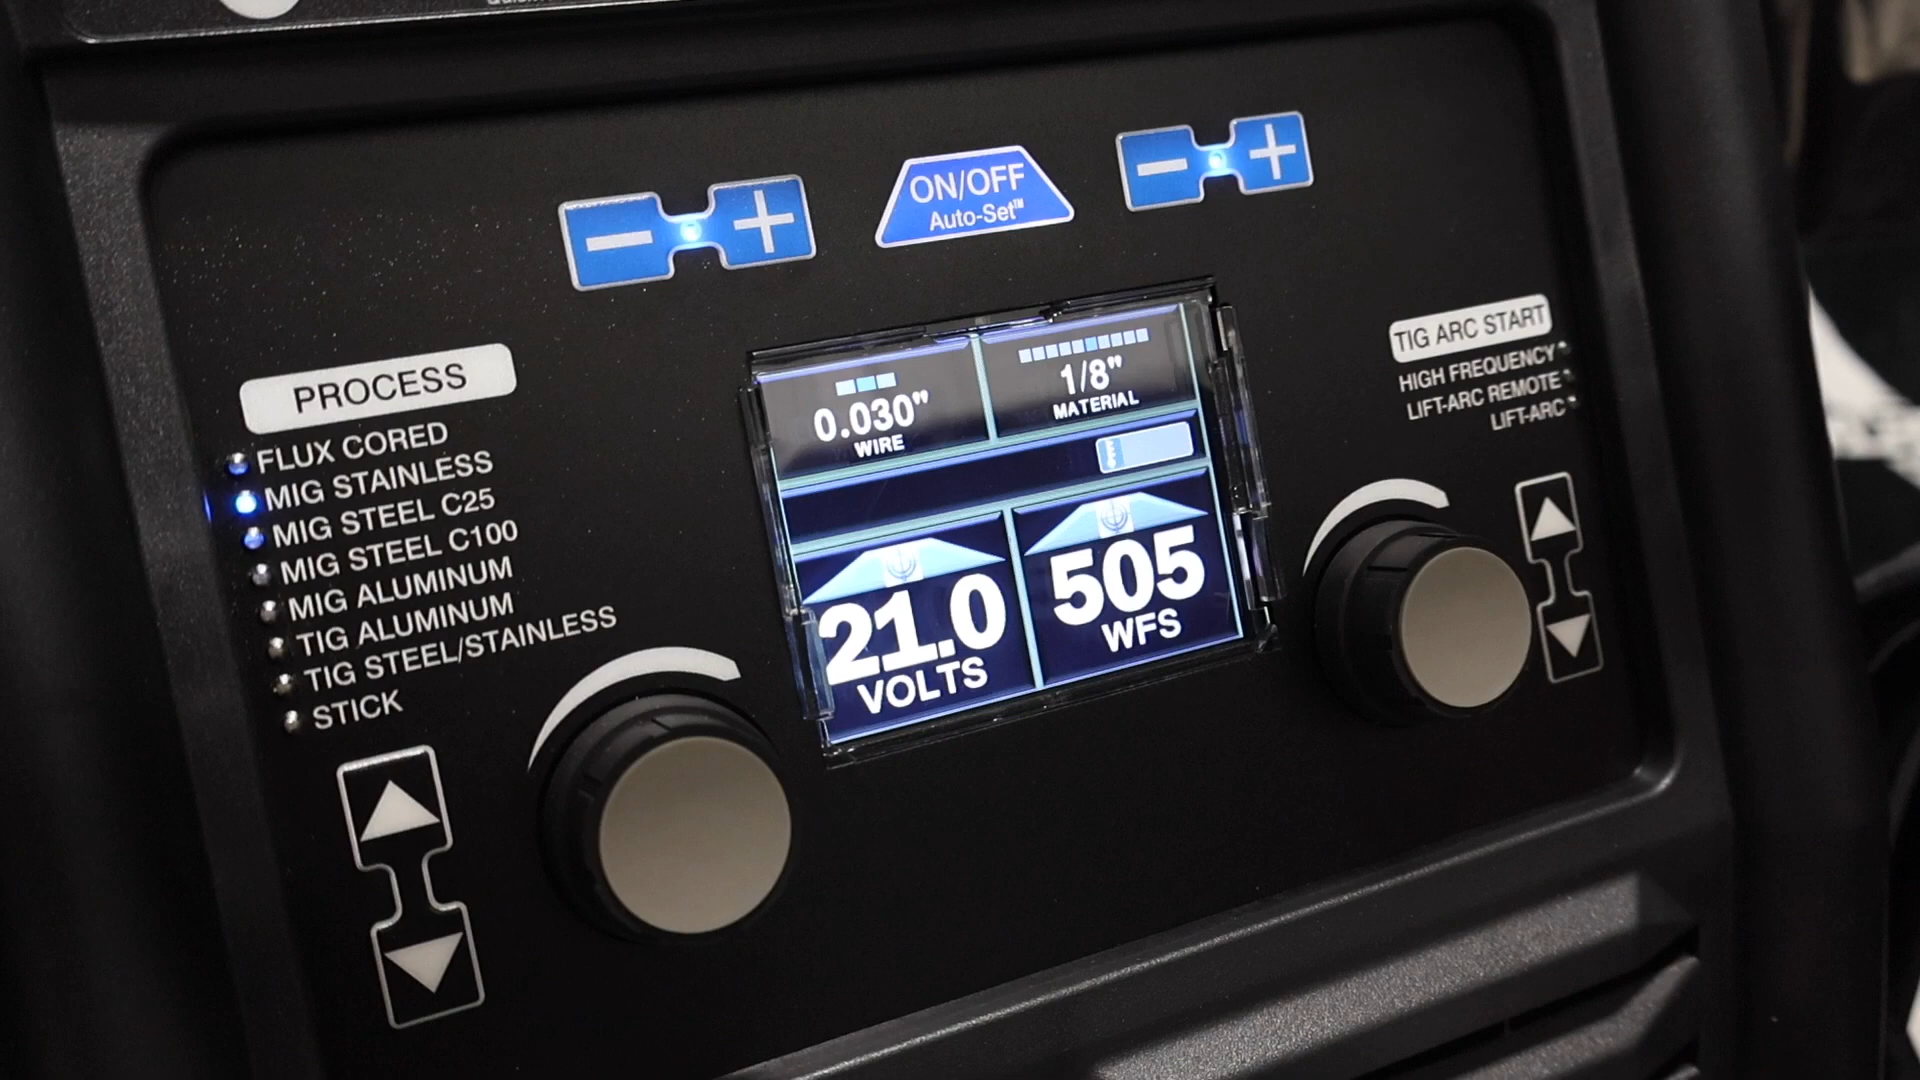 ON/OFF
Auto-Set™
PROCESS
FLUX CORED
MIG STAINLESS
MIG STEEL C25
MIG STEEL C100
MIG ALUMINUM
TIG ALUMINUM
TIG STEEL/STAINLESS
STICK
0.030"
WIRE
1/8"
MATERIAL
21.0
VOLTS
505
WFS
TIG ARC START
HIGH FREQUENCY
LIFT-ARC REMOTE
LIFT-ARC